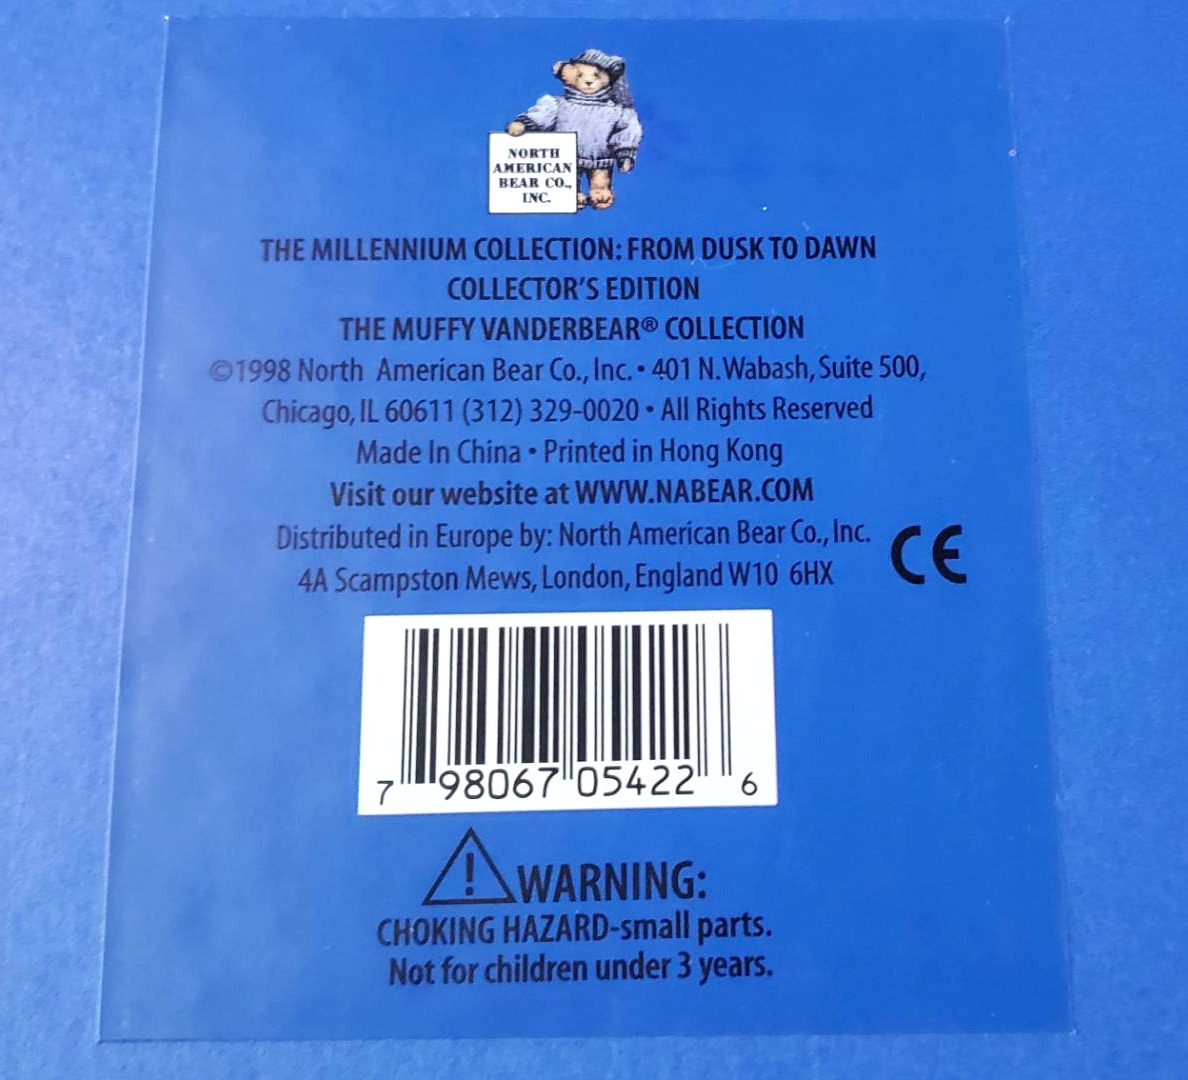 NORTH
AMERICAN
BEAR CO.,
INC.
THE MILLENNIUM COLLECTION: FROM DUSK TO DAWN
COLLECTOR'S EDITION
THE MUFFY VANDERBEAR® COLLECTION
©1998 North American Bear Co., Inc. • 401 N. Wabash, Suite 500,
Chicago, IL 60611 (312) 329-0020 • All Rights Reserved
Made In China • Printed in Hong Kong
Visit our website at WWW.NABEAR.COM
Distributed in Europe by: North American Bear Co., Inc.
4A Scampston Mews, London, England W10 6HX
CE
7 98067 05422 6
! WARNING:
CHOKING HAZARD-small parts.
Not for children under 3 years.